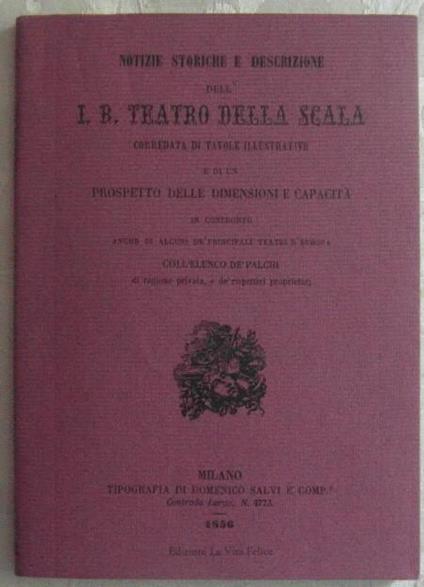 NOTIZIE STORICHE E DESCRIZIONE
DELL'
I. R. TEATRO DELLA SCALA
CORREDATA DI TAVOLE ILLUSTRATIVE
E DI UN
PROSPETTO DELLE DIMENSIONI E CAPACITÀ
IN CONFRONTO
ANCHE DI ALCUNI DE' PRINCIPALI TEATRI D'EUROPA
COLL'ELENCO DE' PALCHI
di ragione privata, e de' rispettivi proprietarj
MILANO
TIPOGRAFIA DI DOMENICO SALVI E COMP.
Contrada Larga, N. 4773.
1856
Edizioni La Vita Felice